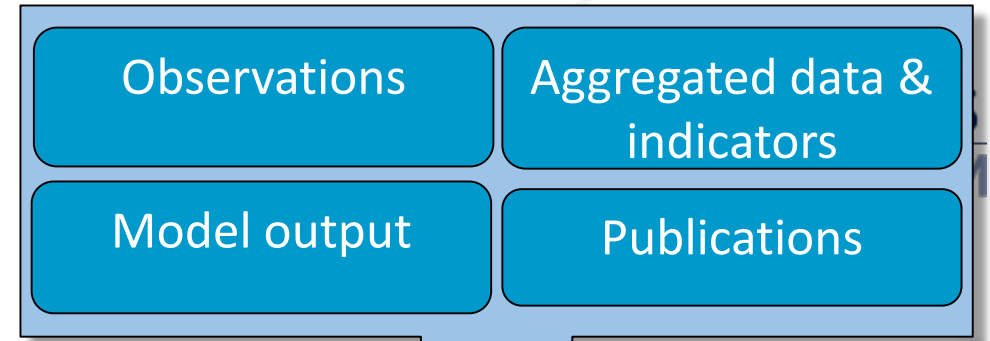 Observations
Aggregated data &
indicators
Model output
Publications